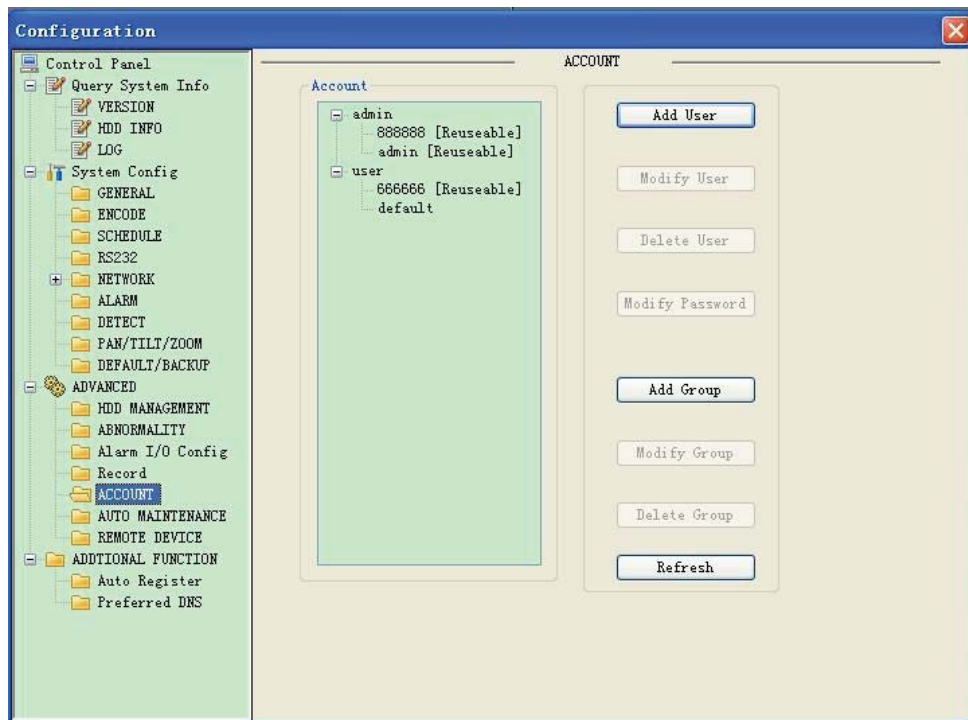 Configuration
Control Panel
Query System Info
VERSION
HDD INFO
LOG
System Config
GENERAL
ENCODE
SCHEDULE
RS232
NETWORK
ALARM
DETECT
PAN/TILT/ZOOM
DEFAULT/BACKUP
ADVANCED
HDD MANAGEMENT
ABNORMALITY
Alarm I/O Config
Record
ACCOUNT
AUTO MAINTENANCE
REMOTE DEVICE
ADDTIONAL FUNCTION
Auto Register
Preferred DNS
ACCOUNT
Account
admin
888888 [Reuseable]
admin [Reuseable]
user
666666 [Reuseable]
default
Add User
Modify User
Delete User
Modify Password
Add Group
Modify Group
Delete Group
Refresh